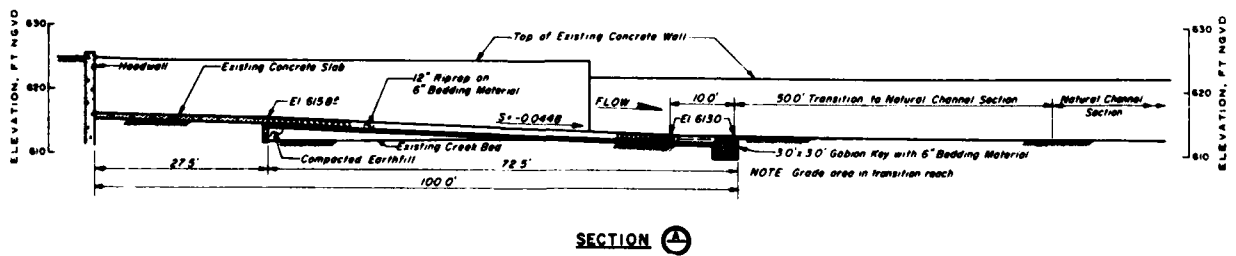 ELEVATION, FT NGVD
630
620
610
Headwall
Existing Concrete Slab
El 615.8±
12" Riprap on
6" Bedding Material
Top of Existing Concrete Wall
FLOW
S=-0.0448
10.0'
50.0' Transition to Natural Channel Section
Natural Channel
Section
El 613.0
Existing Creek Bed
Compacted Earthfill
3.0' x 3.0' Gabion Key with 6" Bedding Material
27.5'
72.5'
100.0'
NOTE Grade area in transition reach
630
620
610
ELEVATION, FT NGVD
SECTION A